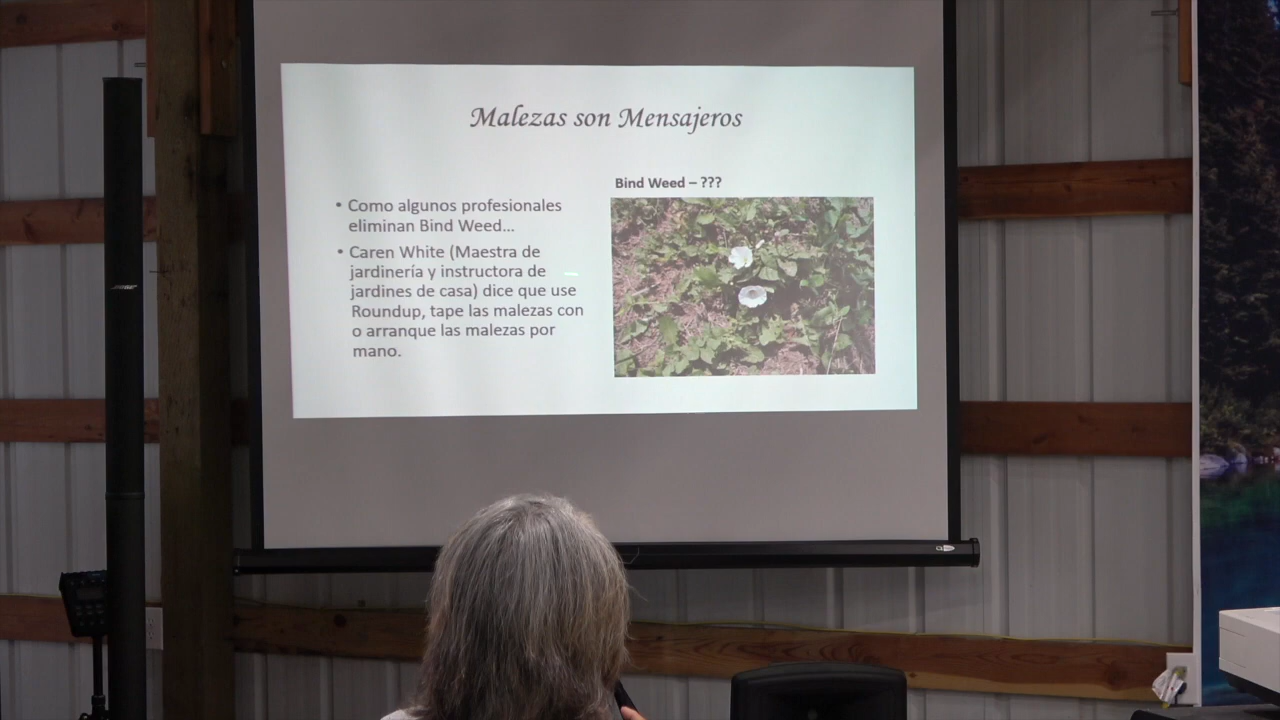 Malezas son Mensajeros
Bind Weed – ???
• Como algunos profesionales
eliminan Bind Weed...
• Caren White (Maestra de
jardinería y instructora de
jardines de casa) dice que use
Roundup, tape las malezas con
o arranque las malezas por
mano.